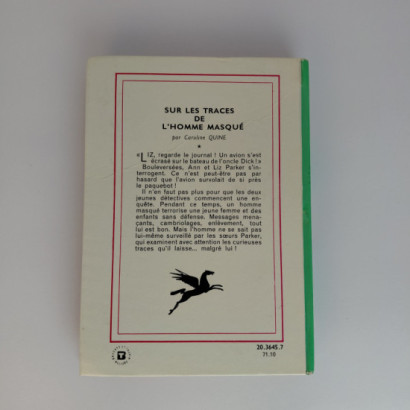 SUR LES TRACES
DE
L'HOMME MASQUÉ
par Caroline QUINE
« LIZ, regarde le journal ! Un avion s'est
écrasé sur le bateau de l'oncle Dick ! »
Bouleversées, Ann et Liz Parker s'in-
terrogent. Ce n'est peut-être pas par
hasard que l'avion survolait de si près
le paquebot !
Il n'en faut pas plus pour que les deux
jeunes détectives commencent une en-
quête. Pendant ce temps, un homme
masqué terrorise une jeune femme et des
enfants sans défense. Messages mena-
çants, cambriolages, enlèvement, tout
lui est bon. Mais l'homme ne se sait pas
lui-même surveillé par les sœurs Parker,
qui examinent avec attention les curieuses
traces qu'il laisse... malgré lui !
20.3645.7
71.10